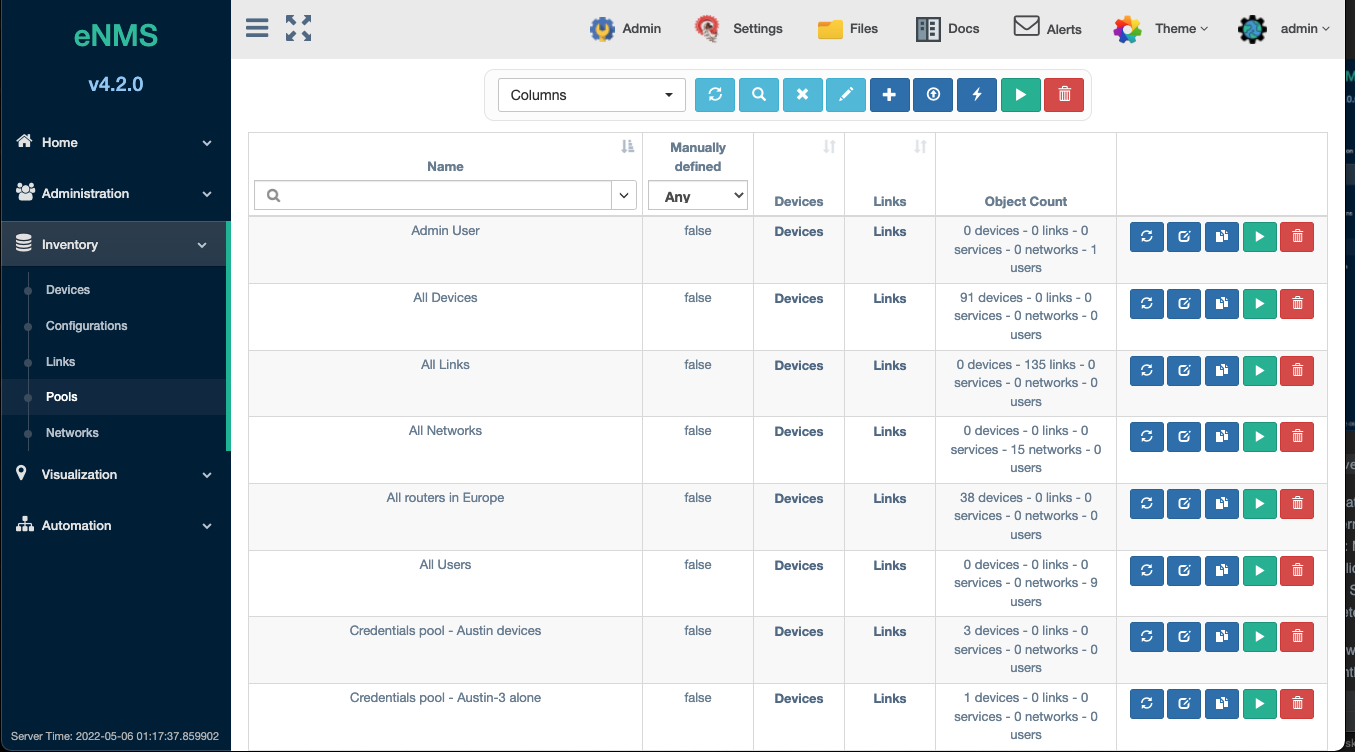 eNMS
v4.2.0
Home
Administration
Inventory
Devices
Configurations
Links
Pools
Networks
Visualization
Automation
Server Time: 2022-05-06 01:17:37.859902
Admin Settings Files Docs Alerts Theme admin
Columns
Name Manually defined Devices Links Object Count
Any
Admin User false Devices Links 0 devices - 0 links - 0
services - 0 networks - 1
users
All Devices false Devices Links 91 devices - 0 links - 0
services - 0 networks - 0
users
All Links false Devices Links 0 devices - 135 links - 0
services - 0 networks - 0
users
All Networks false Devices Links 0 devices - 0 links - 0
services - 15 networks - 0
users
All routers in Europe false Devices Links 38 devices - 0 links - 0
services - 0 networks - 0
users
All Users false Devices Links 0 devices - 0 links - 0
services - 0 networks - 9
users
Credentials pool - Austin devices false Devices Links 3 devices - 0 links - 0
services - 0 networks - 0
users
Credentials pool - Austin-3 alone false Devices Links 1 devices - 0 links - 0
services - 0 networks - 0
users